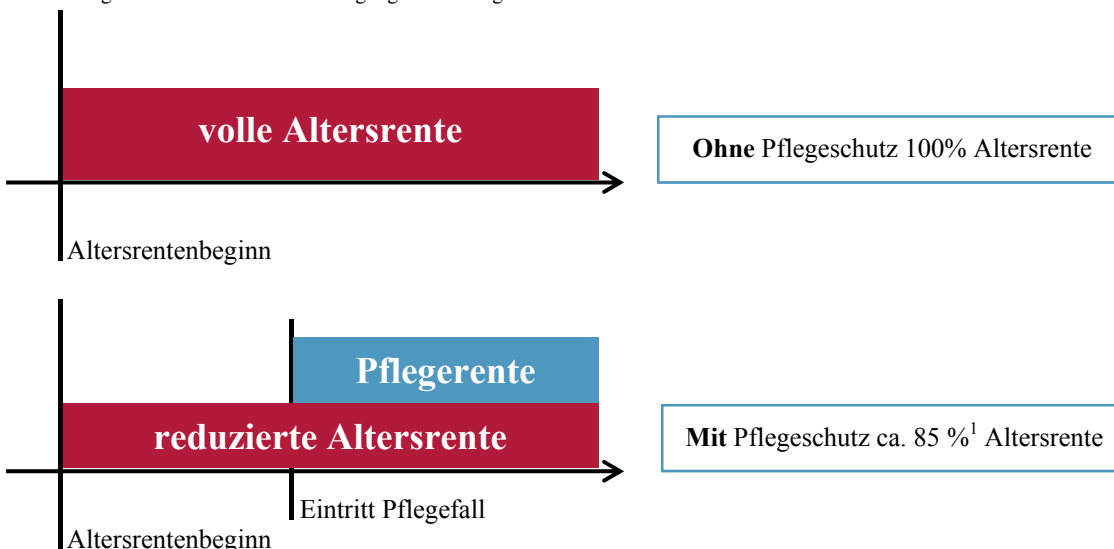 volle Altersrente
Ohne Pflegeschutz 100% Altersrente
Altersrentenbeginn
Pflegerente
reduzierte Altersrente
Mit Pflegeschutz ca. 85 %¹ Altersrente
Eintritt Pflegefall
Altersrentenbeginn